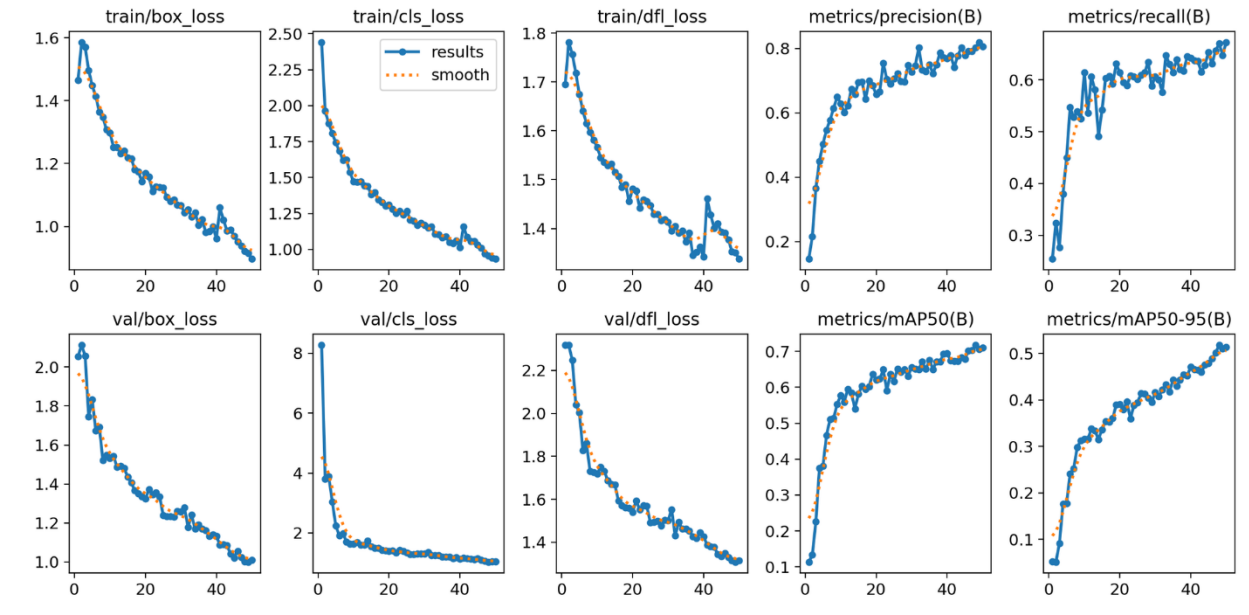 train/box_loss train/cls_loss train/dfl_loss metrics/precision(B) metrics/recall(B)
1.6 1.4 1.2 1.0
0 20 40
2.50 2.25 2.00 1.75 1.50 1.25 1.00
results
smooth
0 20 40
1.8 1.7 1.6 1.5 1.4
0 20 40
0.8 0.6 0.4 0.2
0 20 40
0.6 0.5 0.4 0.3
0 20 40
val/box_loss val/cls_loss val/dfl_loss metrics/mAP50(B) metrics/mAP50-95(B)
2.0 1.8 1.6 1.4 1.2 1.0
0 20 40
8 6 4 2
0 20 40
2.2 2.0 1.8 1.6 1.4
0 20 40
0.7 0.6 0.5 0.4 0.3 0.2 0.1
0 20 40
0.5 0.4 0.3 0.2 0.1
0 20 40